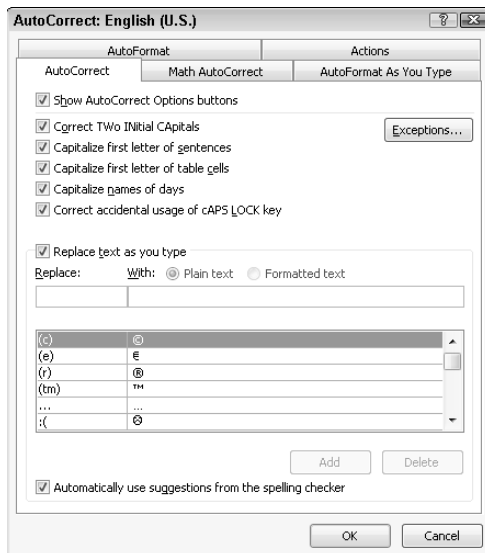 AutoCorrect: English (U.S.)
AutoFormat Actions
AutoCorrect Math AutoCorrect AutoFormat As You Type
Show AutoCorrect Options buttons
Correct TWo INitial CApitals Exceptions...
Capitalize first letter of sentences
Capitalize first letter of table cells
Capitalize names of days
Correct accidental usage of cAPS LOCK key
Replace text as you type
Replace: With: Plain text Formatted text
(c) ©
(e) €
(r) ®
(tm) ™
... ...
:( ☹
Add Delete
Automatically use suggestions from the spelling checker
OK Cancel